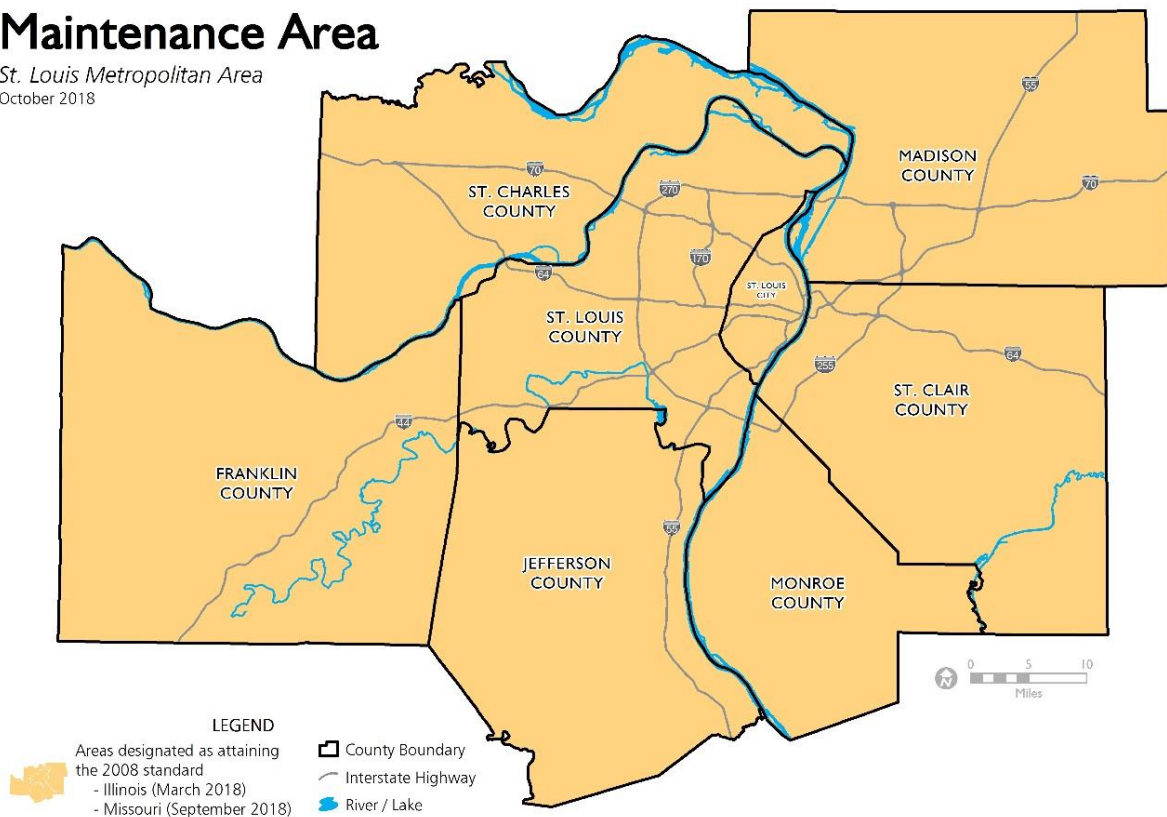 Maintenance Area
St. Louis Metropolitan Area
October 2018
55
MADISON
COUNTY
70
70
ST. CHARLES
COUNTY
270
170
64
ST. LOUIS
CITY
ST. LOUIS
COUNTY
64
255
ST. CLAIR
COUNTY
44
FRANKLIN
COUNTY
55
JEFFERSON
COUNTY
MONROE
COUNTY
N
0 5 10
Miles
LEGEND
Areas designated as attaining
the 2008 standard
- Illinois (March 2018)
- Missouri (September 2018)
County Boundary
Interstate Highway
River / Lake